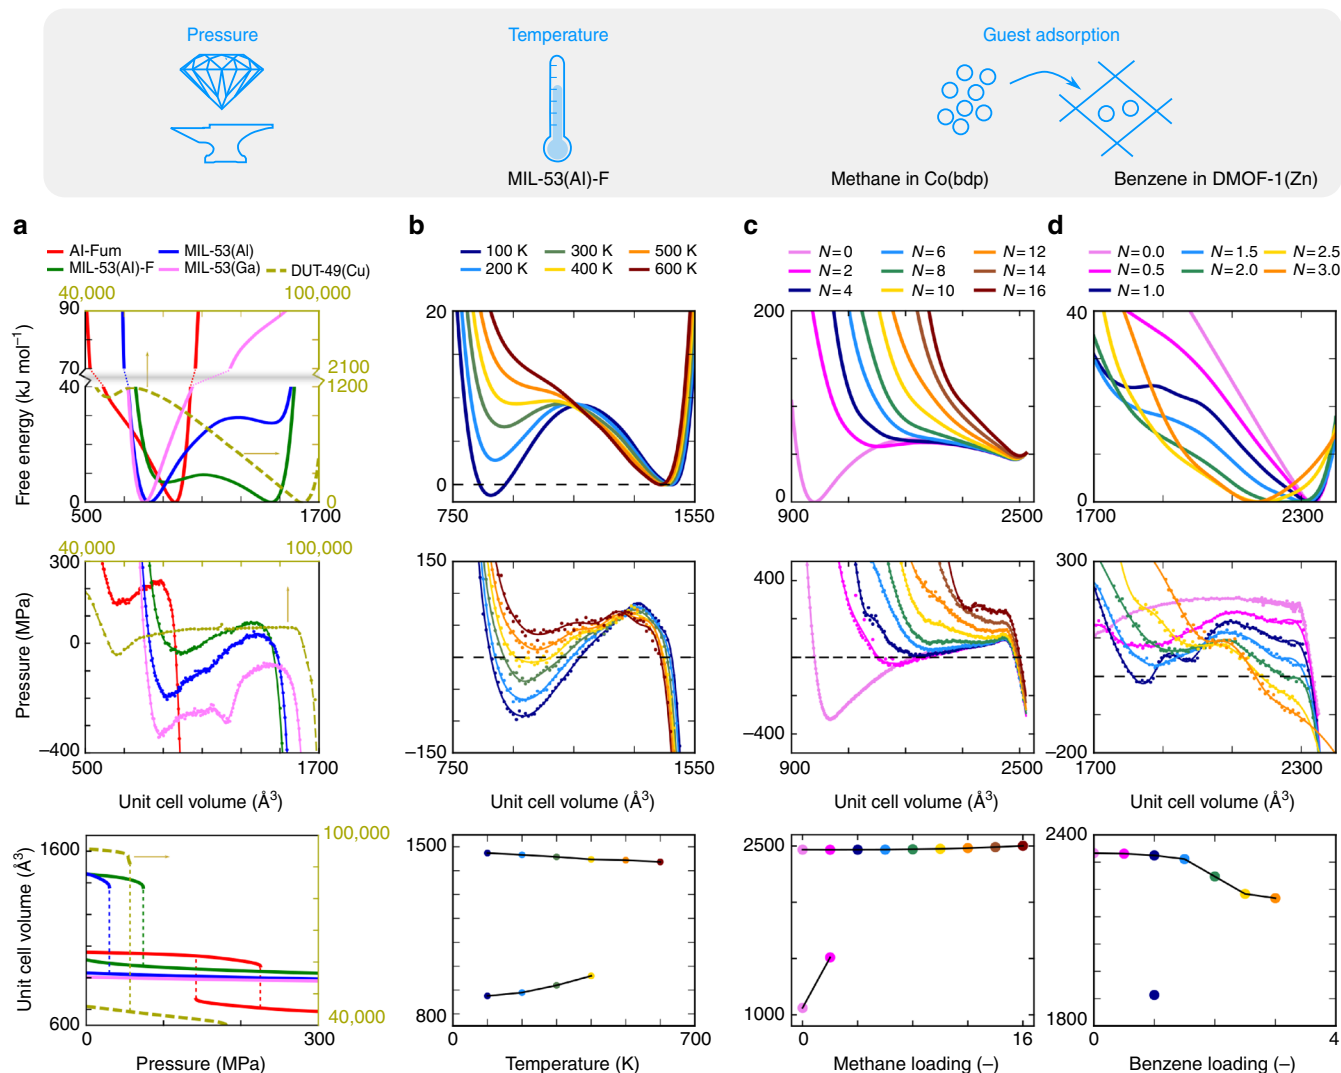 Pressure
Temperature
Guest adsorption
MIL-53(Al)-F
Methane in Co(bdp)
Benzene in DMOF-1(Zn)
a
b
c
d
Al-Fum
MIL-53(Al)
MIL-53(Al)-F
MIL-53(Ga)
DUT-49(Cu)
100 K
300 K
500 K
200 K
400 K
600 K
N=0
N=6
N=12
N=2
N=8
N=14
N=4
N=10
N=16
N=0.0
N=1.5
N=2.5
N=0.5
N=2.0
N=3.0
N=1.0
40,000
100,000
90
70
40
0
2100
1200
0
Free energy (kJ mol⁻¹)
500
1700
20
0
750
1550
200
0
900
2500
40
0
1700
2300
40,000
100,000
300
0
−400
Pressure (MPa)
500
1700
Unit cell volume (Å³)
150
−150
750
1550
Unit cell volume (Å³)
400
−400
900
2500
Unit cell volume (Å³)
300
−200
1700
2300
Unit cell volume (Å³)
1600
600
Unit cell volume (Å³)
100,000
40,000
0
300
Pressure (MPa)
1500
800
0
700
Temperature (K)
2500
1000
0
16
Methane loading (–)
2400
1800
0
4
Benzene loading (–)